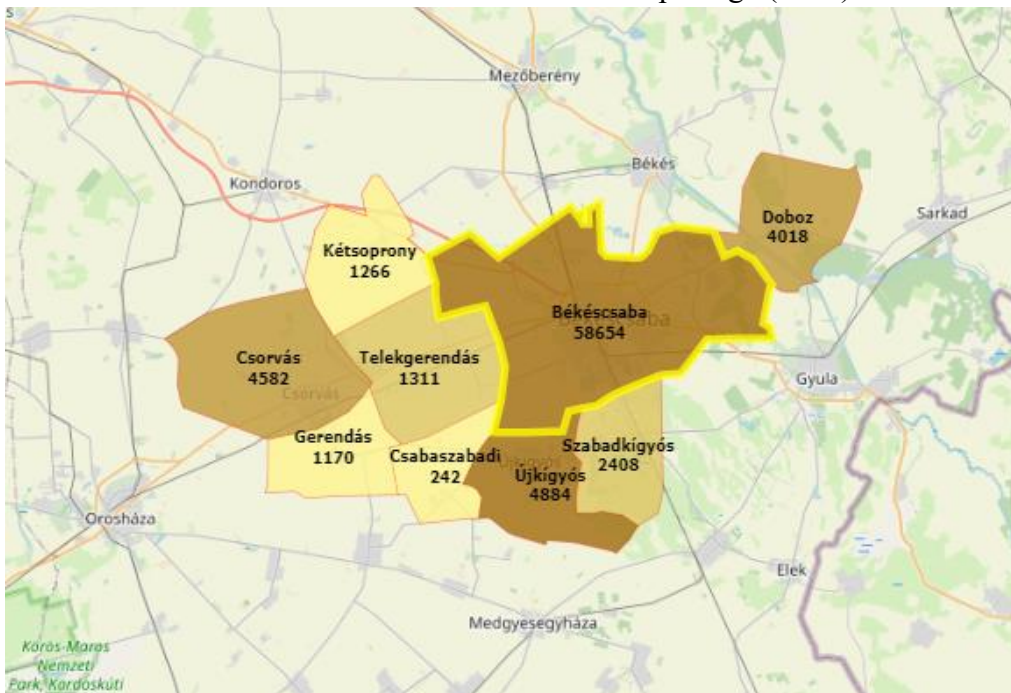 Mezőberény
Békés
Kondoros
Doboz
4018
Sarkad
Kétsoprony
1266
Békéscsaba
58654
Csorvás
4582
Csorvás
Telekgerendás
1311
Gyula
Gerendás
1170
Csabaszabadi
242
Szabadkígyós
2408
Újkígyós
4884
Orosháza
Elek
Medgyesegyháza
Körös-Maros
Nemzeti
Park, Kardoskúti